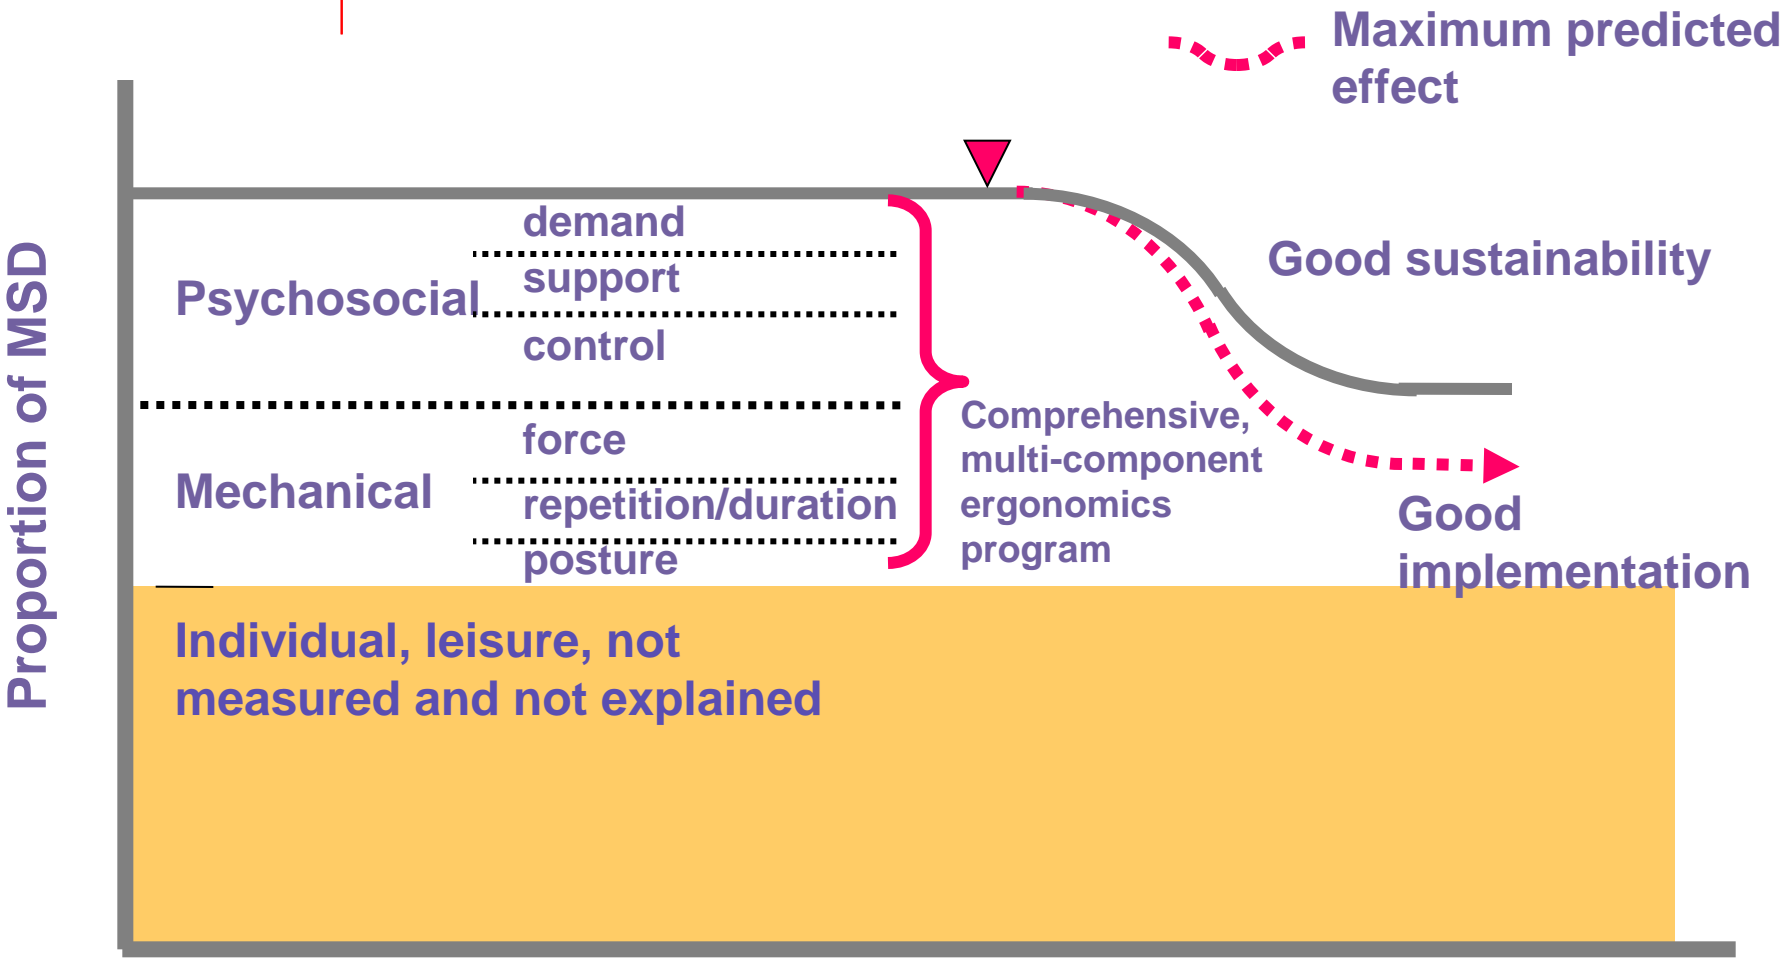 Maximum predicted
effect
Proportion of MSD
demand
support
Psychosocial
control
Good sustainability
force
Mechanical
repetition/duration
posture
Comprehensive,
multi-component
ergonomics
program
Good
implementation
Individual, leisure, not
measured and not explained